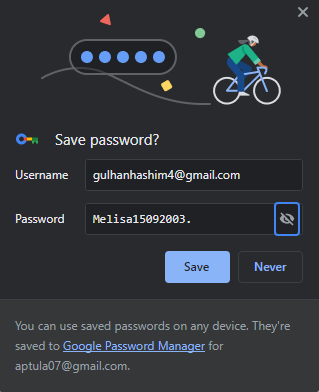 Save password?
Username gulhanhashim4@gmail.com
Password Melisa15092003.
Save Never
You can use saved passwords on any device. They're
saved to Google Password Manager for
aptula07@gmail.com.